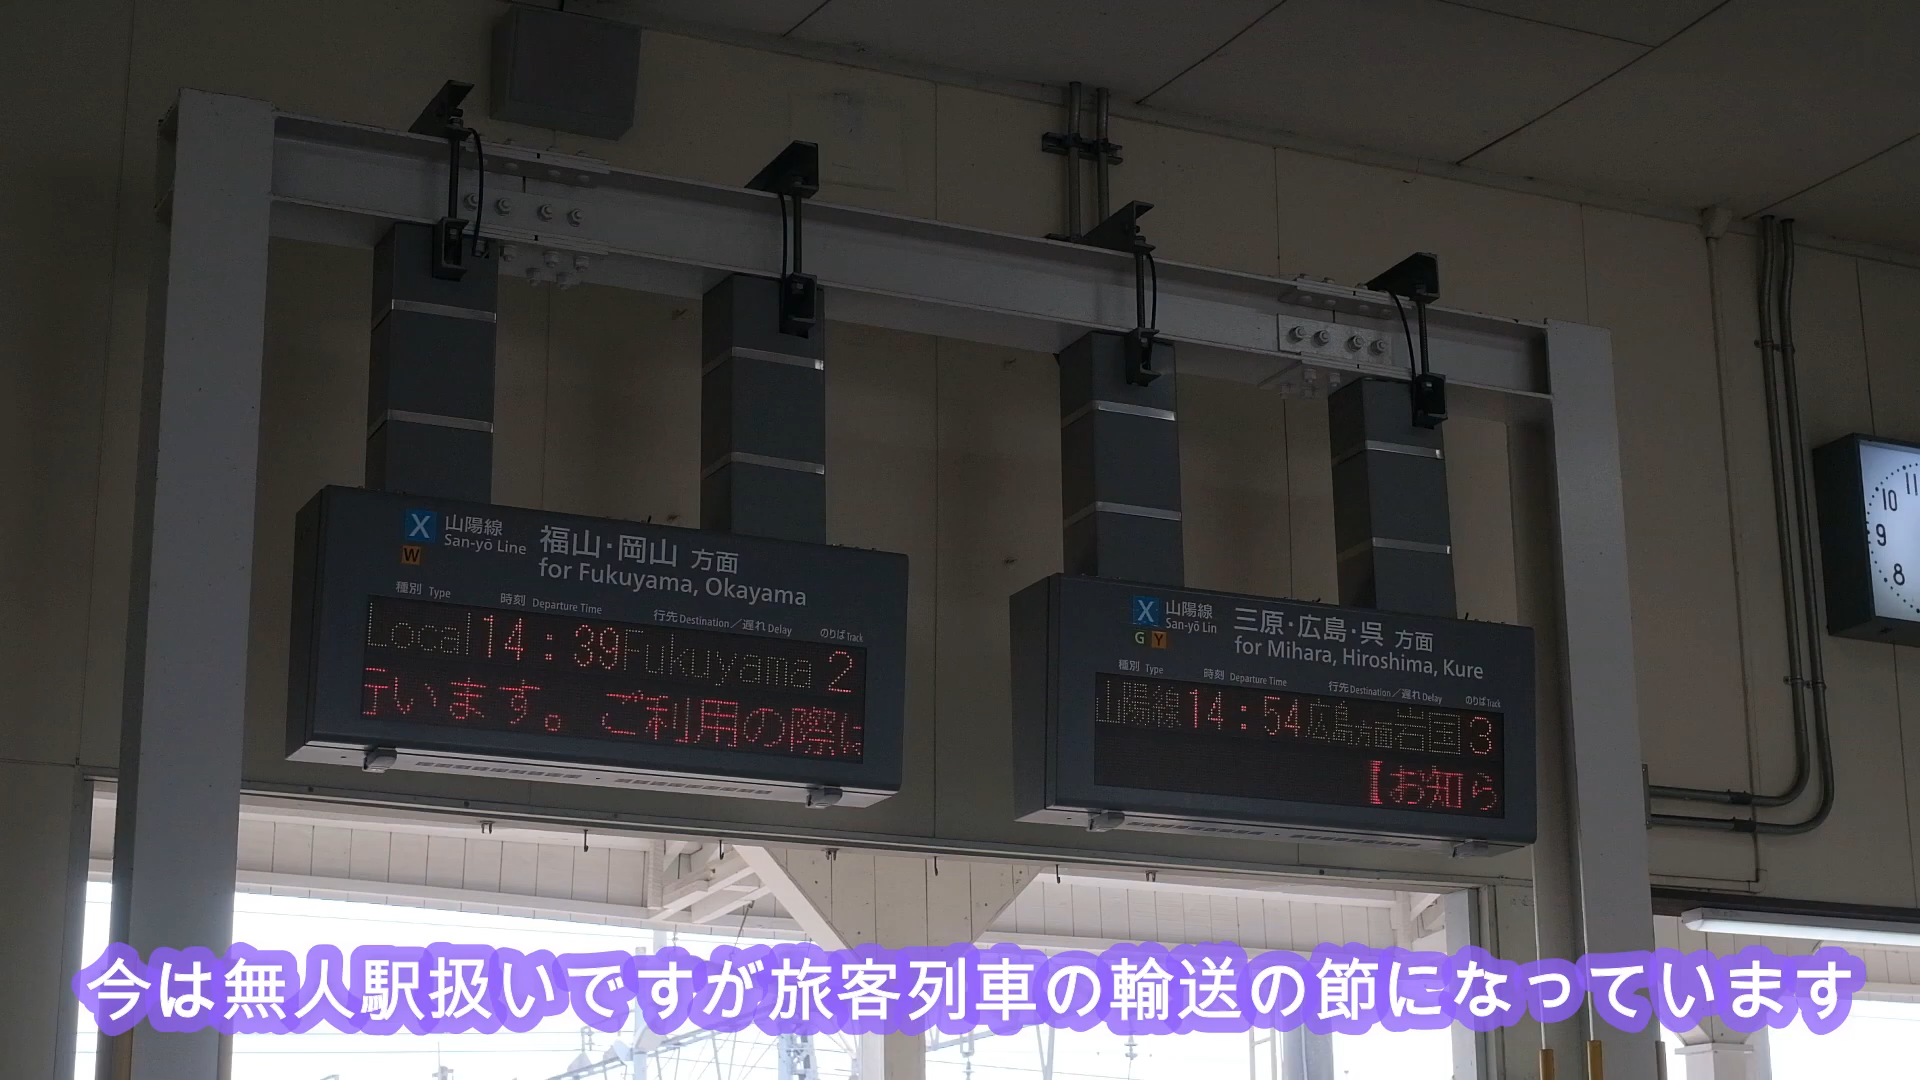 X 山陽線 San-yō Line
W
福山・岡山 方面
for Fukuyama, Okayama
種別 Type 時刻 Departure Time 行先 Destination／遅れ Delay のりば Track
Local 14:39 Fukuyama 2
います。ご利用の際に
X 山陽線 San-yō Lin
G Y
三原・広島・呉 方面
for Mihara, Hiroshima, Kure
種別 Type 時刻 Departure Time 行先 Destination／遅れ Delay のりば Track
山陽線 14:54 広島方面岩国 3
【お知ら
11
10
9
8
今は無人駅扱いですが旅客列車の輸送の節になっています